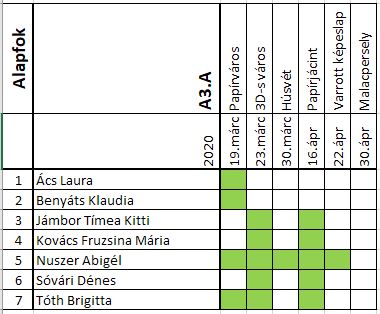 Alapfok
A3.A
2020
19.márc Papírváros
23.márc 3D-s város
30.márc Húsvét
16.ápr Papírjácint
22.ápr Varrott képeslap
30.ápr Malacpersely
1 Ács Laura
2 Benyáts Klaudia
3 Jámbor Tímea Kitti
4 Kovács Fruzsina Mária
5 Nuszer Abigél
6 Sóvári Dénes
7 Tóth Brigitta